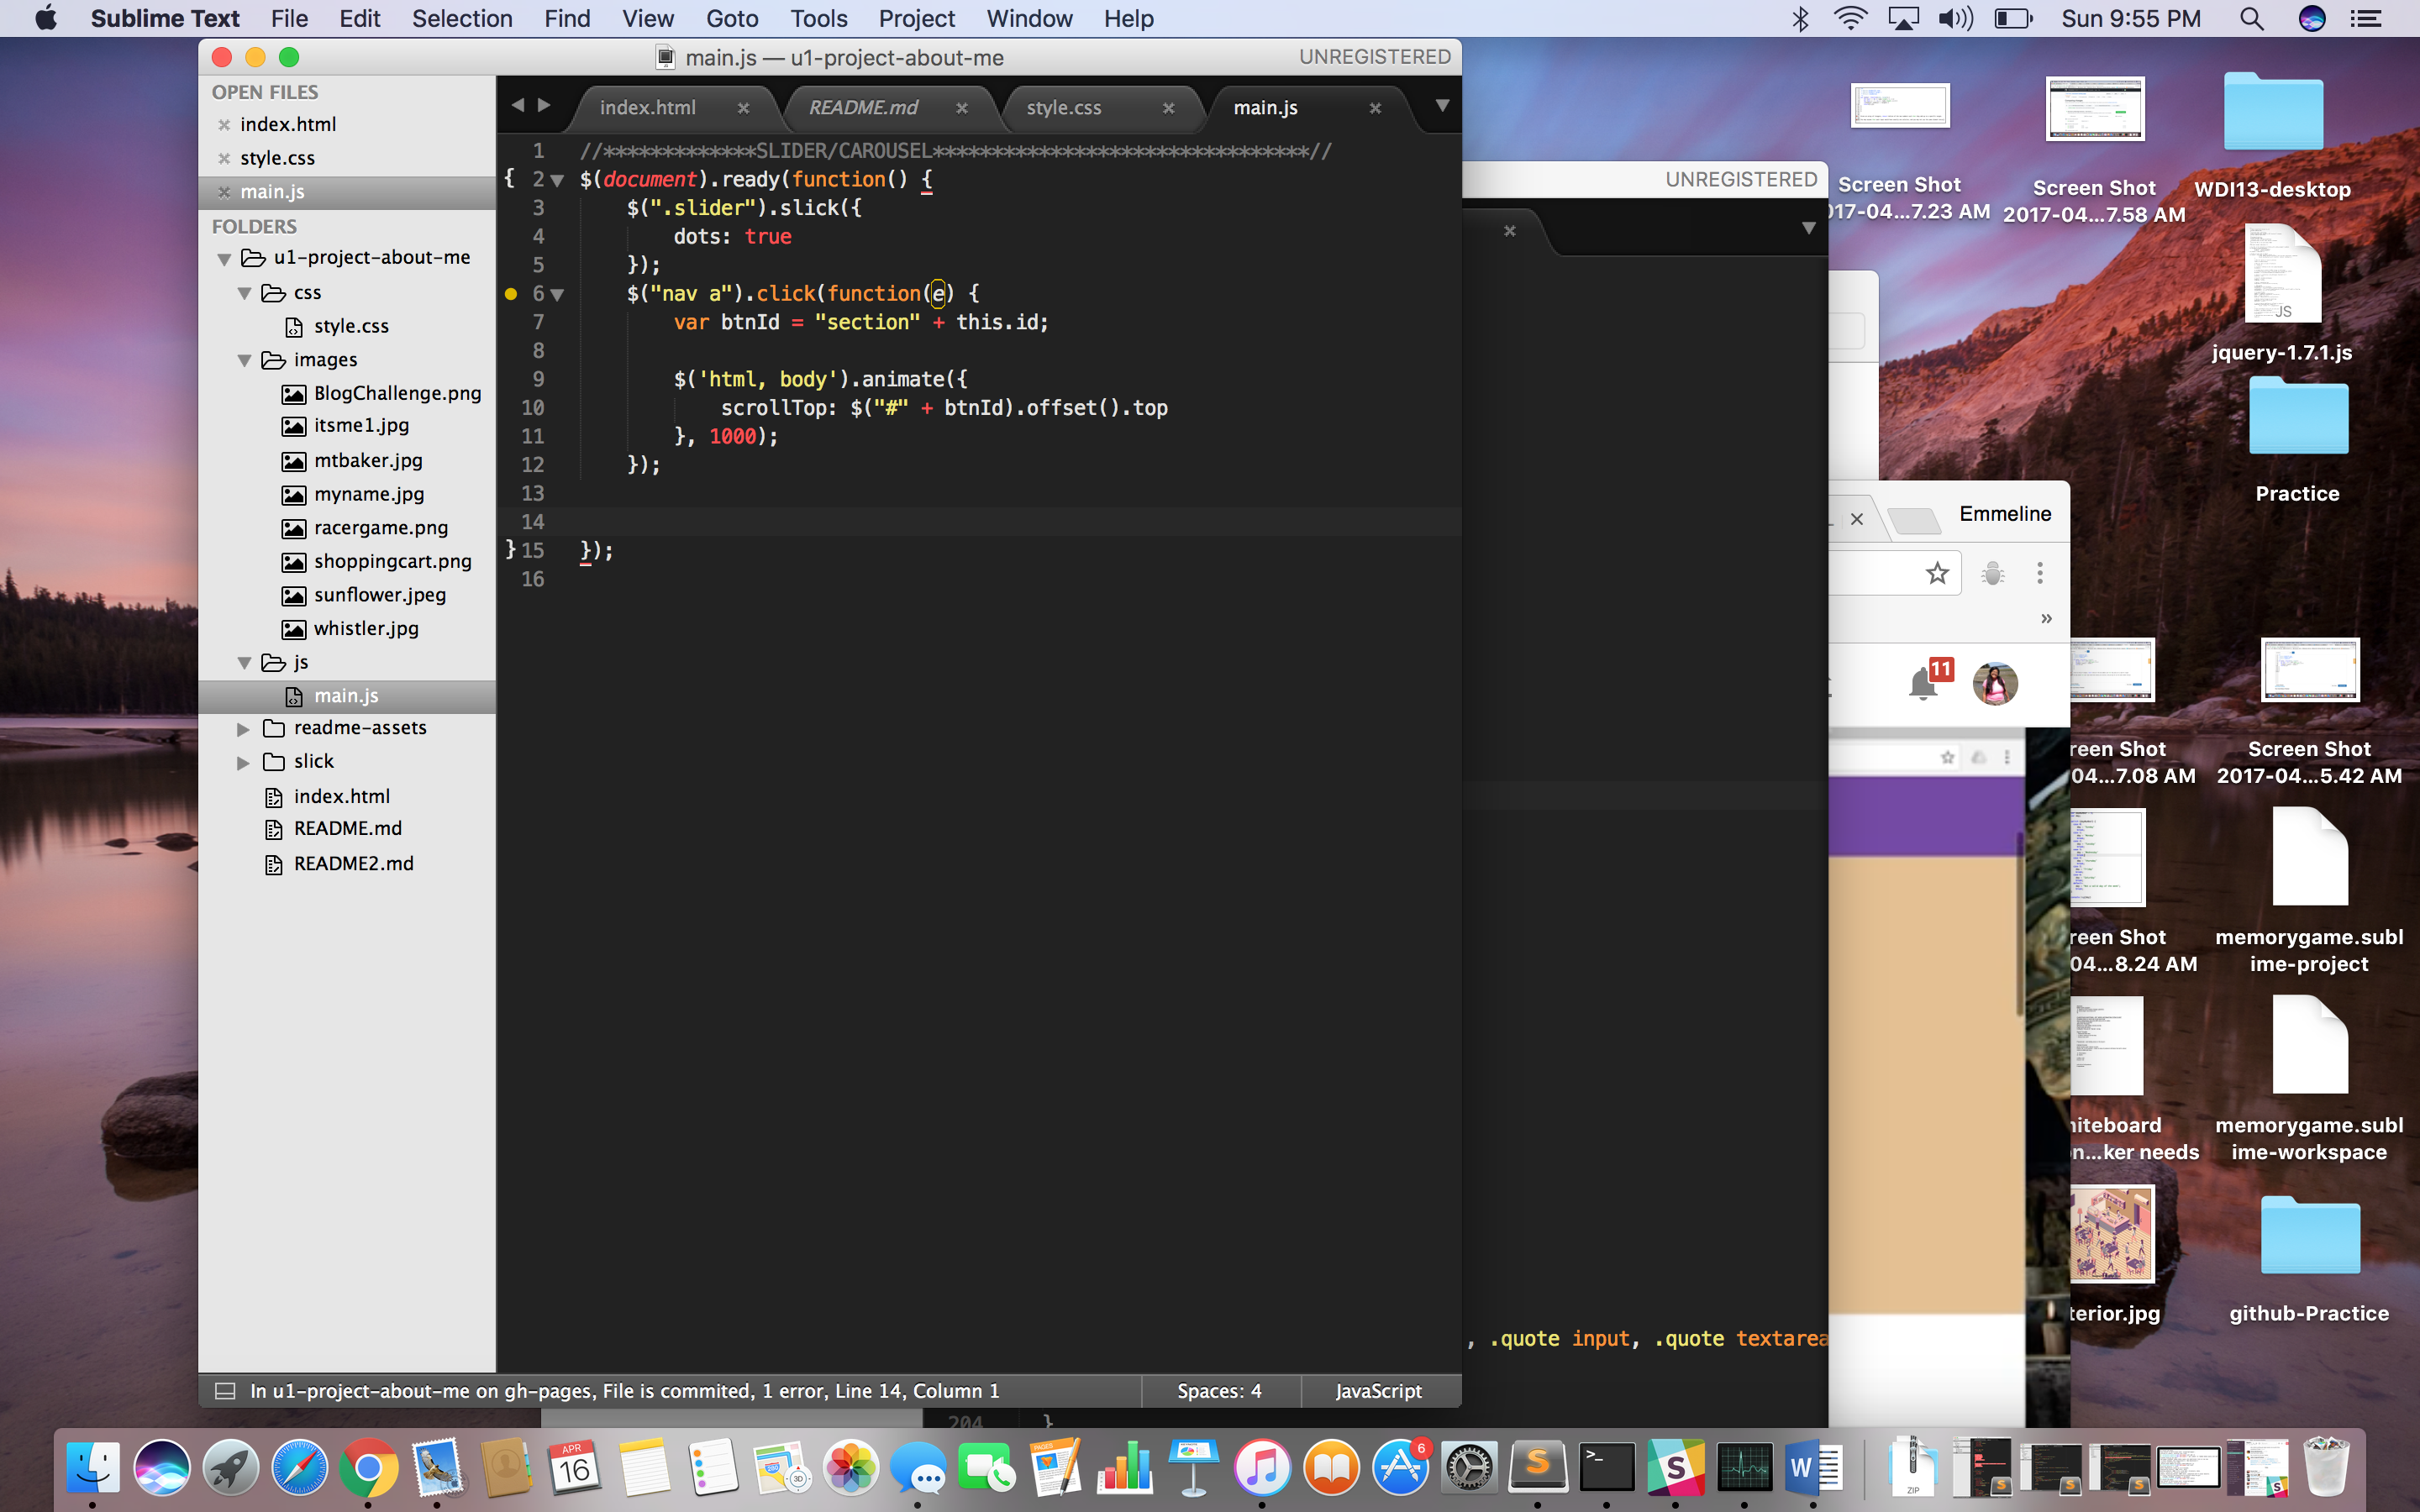 Sublime Text File Edit Selection Find View Goto Tools Project Window Help Sun 9:55 PM
main.js — u1-project-about-me UNREGISTERED
OPEN FILES
index.html
style.css
main.js
FOLDERS
u1-project-about-me
css
style.css
images
BlogChallenge.png
itsme1.jpg
mtbaker.jpg
myname.jpg
racergame.png
shoppingcart.png
sunflower.jpeg
whistler.jpg
js
main.js
readme-assets
slick
index.html
README.md
README2.md
index.html README.md style.css main.js
1 //*************SLIDER/CAROUSEL********************************//
{ 2 $(document).ready(function() {
3 $(".slider").slick({
4 dots: true
5 });
6 $("nav a").click(function(e) {
7 var btnId = "section" + this.id;
8
9 $('html, body').animate({
10 scrollTop: $("#" + btnId).offset().top
11 }, 1000);
12 });
13
14
} 15 });
16
In u1-project-about-me on gh-pages, File is commited, 1 error, Line 14, Column 1 Spaces: 4 JavaScript
UNREGISTERED
, .quote input, .quote textarea
204 }
Emmeline
»
11
Screen Shot
017-04...7.23 AM
Screen Shot
2017-04...7.58 AM
WDI13-desktop
JS
jquery-1.7.1.js
Practice
reen Shot
04...7.08 AM
Screen Shot
2017-04...5.42 AM
reen Shot
04...8.24 AM
memorygame.subl
ime-project
niteboard
n...ker needs
memorygame.subl
ime-workspace
terior.jpg
github-Practice
APR
16
3D
PAGES
6
S
>_
S
W
ZIP